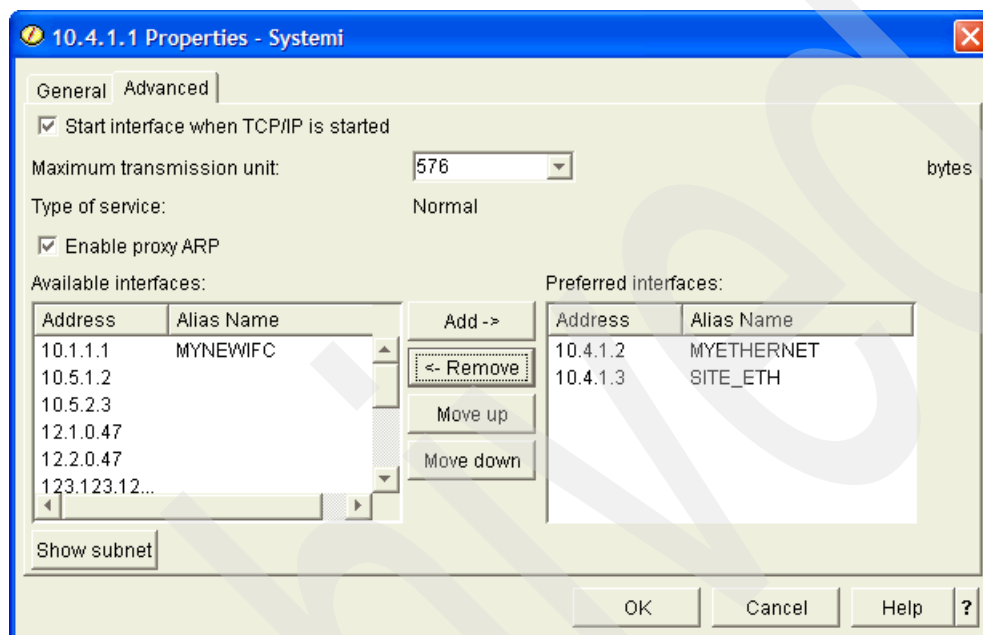 10.4.1.1 Properties - Systemi
General Advanced
Start interface when TCP/IP is started
Maximum transmission unit: 576 bytes
Type of service: Normal
Enable proxy ARP
Available interfaces: Preferred interfaces:
Address Alias Name Add -> Address Alias Name
10.1.1.1 MYNEWIFC <- Remove 10.4.1.2 MYETHERNET
10.5.1.2 10.4.1.3 SITE_ETH
10.5.2.3 Move up
12.1.0.47
12.2.0.47 Move down
123.123.12...
Show subnet
OK Cancel Help ?